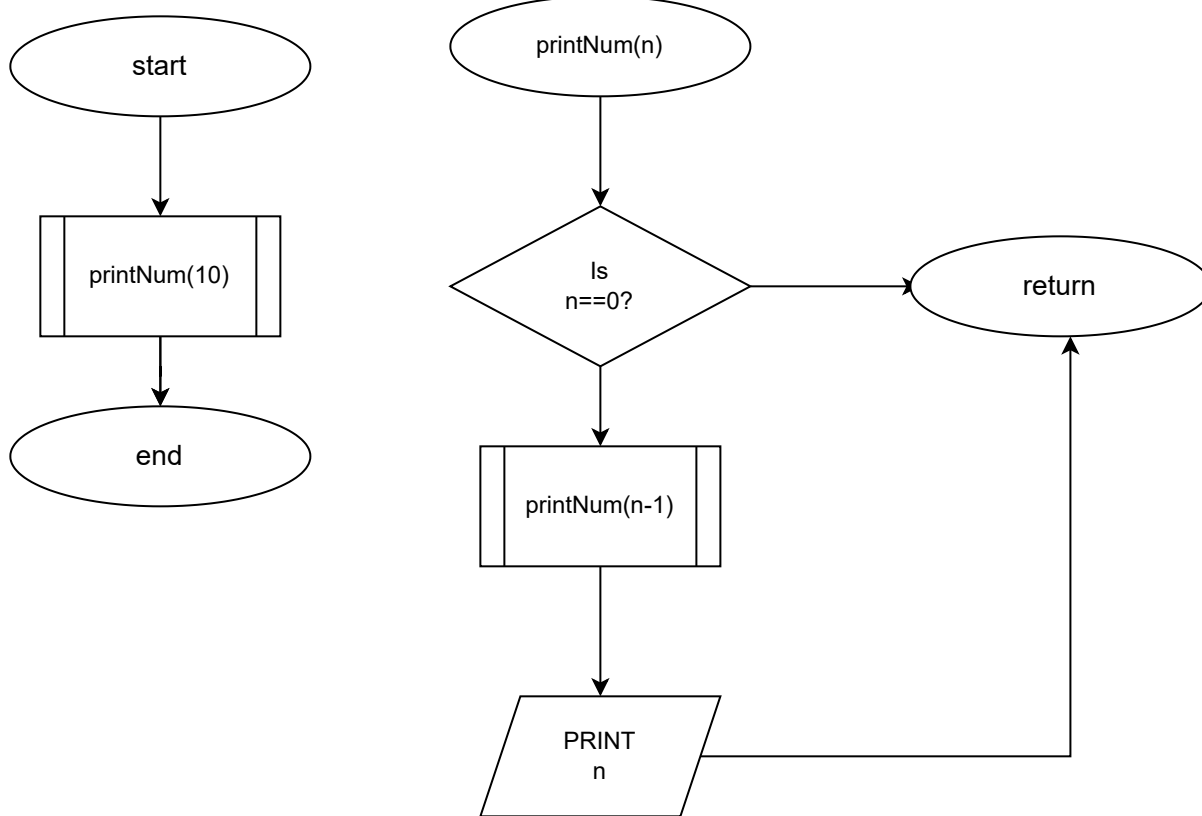 start
printNum(10)
end
printNum(n)
Is
n==0?
return
printNum(n-1)
PRINT
n